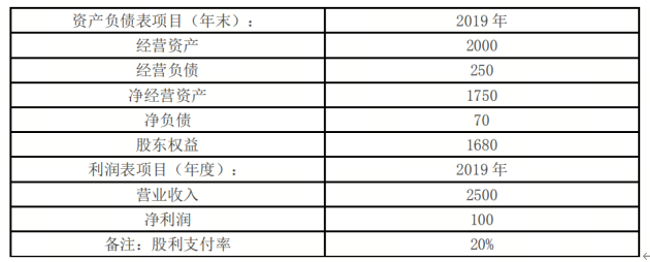 资产负债表项目（年末）： 2019 年
经营资产 2000
经营负债 250
净经营资产 1750
净负债 70
股东权益 1680
利润表项目（年度）： 2019 年
营业收入 2500
净利润 100
备注：股利支付率 20%